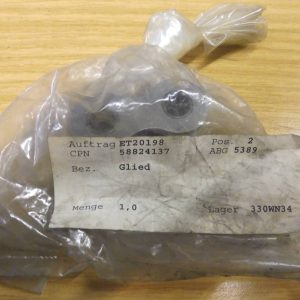 Auftrag ET20198 Pos. 2
CPN 58824137 ABG 5389
Bez. Glied
Menge 1,0 Lager 330WN34